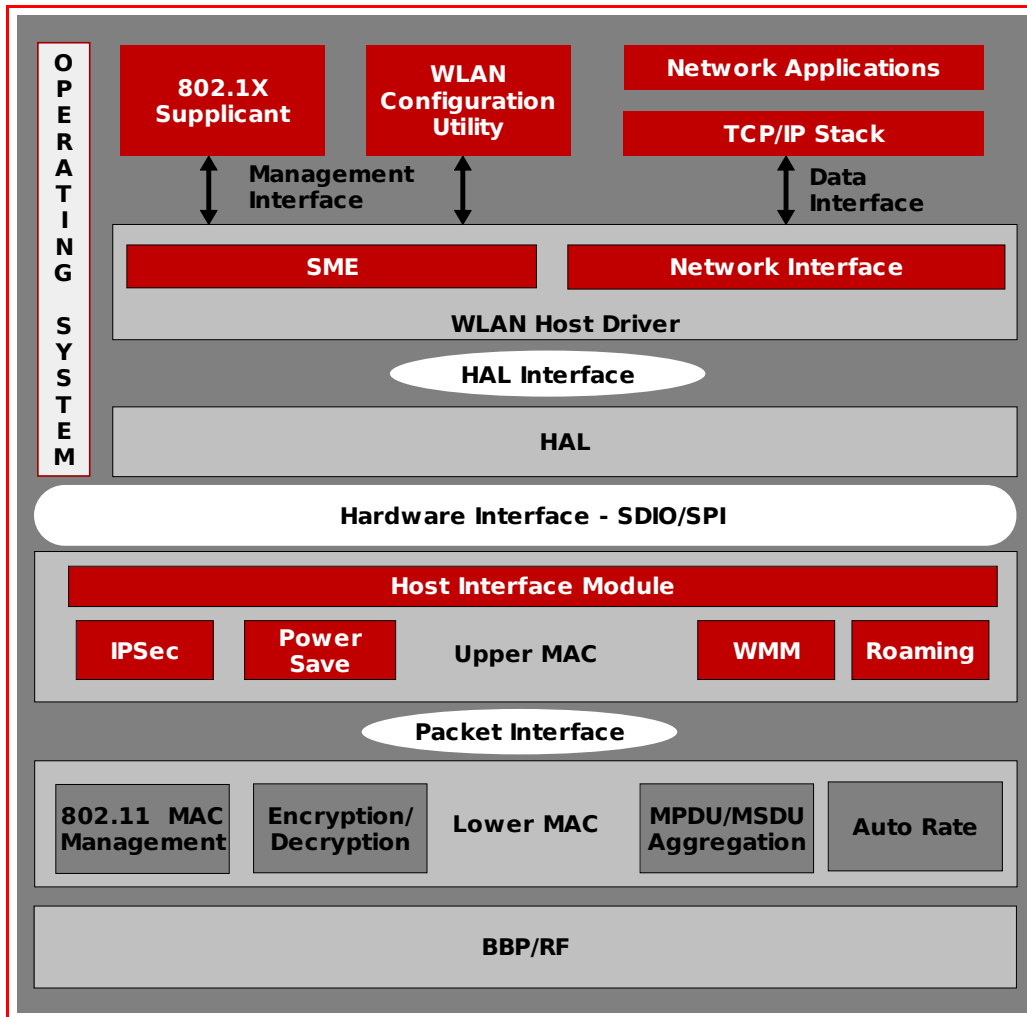 OPERATING SYSTEM
802.1X
Supplicant
WLAN
Configuration
Utility
Network Applications
TCP/IP Stack
Management
Interface
Data
Interface
SME
Network Interface
WLAN Host Driver
HAL Interface
HAL
Hardware Interface - SDIO/SPI
Host Interface Module
IPSec
Power
Save
Upper MAC
WMM
Roaming
Packet Interface
802.11 MAC
Management
Encryption/
Decryption
Lower MAC
MPDU/MSDU
Aggregation
Auto Rate
BBP/RF